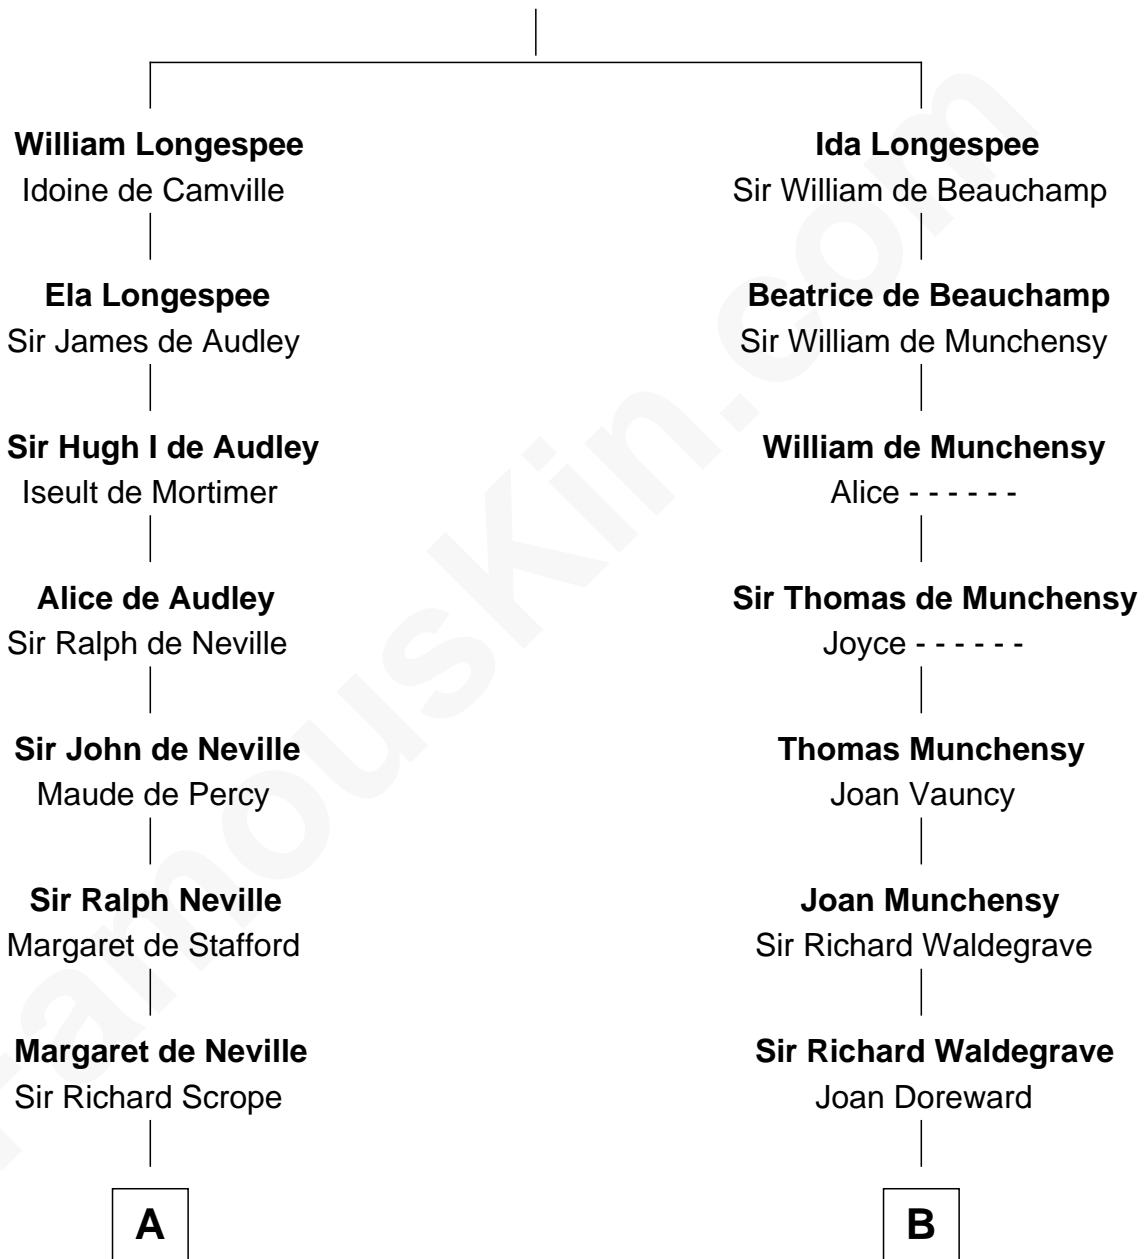 William Longespee
Idoine de Camville
Ela Longespee
Sir James de Audley
Sir Hugh I de Audley
Iseult de Mortimer
Alice de Audley
Sir Ralph de Neville
Sir John de Neville
Maude de Percy
Sir Ralph Neville
Margaret de Stafford
Margaret de Neville
Sir Richard Scrope
A
Ida Longespee
Sir William de Beauchamp
Beatrice de Beauchamp
Sir William de Munchensy
William de Munchensy
Alice - - - - - -
Sir Thomas de Munchensy
Joyce - - - - - -
Thomas Munchensy
Joan Vauncy
Joan Munchensy
Sir Richard Waldegrave
Sir Richard Waldegrave
Joan Doreward
B
FamousKin.com